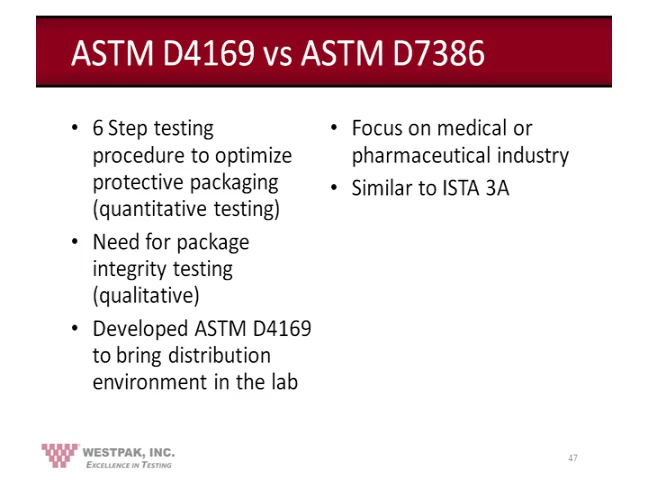 ASTM D4169 vs ASTM D7386
• 6 Step testing
procedure to optimize
protective packaging
(quantitative testing)
• Need for package
integrity testing
(qualitative)
• Developed ASTM D4169
to bring distribution
environment in the lab
• Focus on medical or
pharmaceutical industry
• Similar to ISTA 3A
WESTPAK, INC.
EXCELLENCE IN TESTING
47